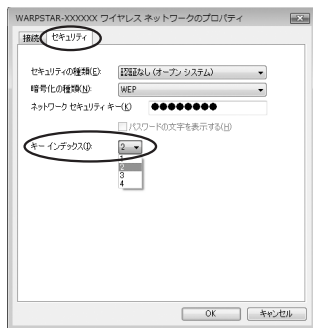 WARPSTAR-XXXXXX ワイヤレス ネットワークのプロパティ
接続 セキュリティ
セキュリティの種類(E): 認証なし (オープン システム)
暗号化の種類(N): WEP
ネットワーク セキュリティ キー(K) ●●●●●●●●
パスワードの文字を表示する(H)
キー インデックス(I): 2
1
2
3
4
OK キャンセル